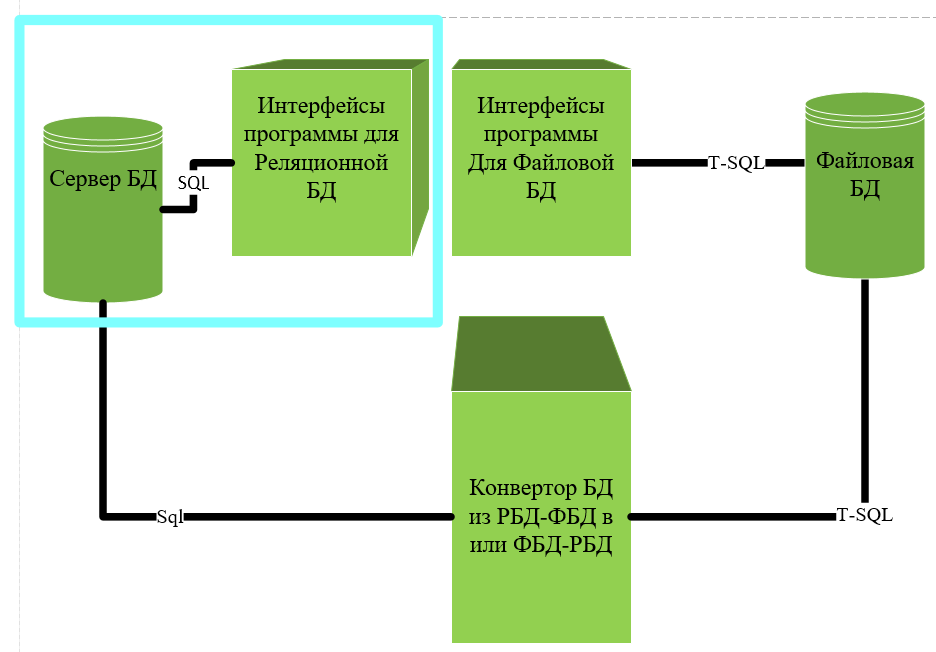 Сервер БД
SQL
Интерфейсы
программы для
Реляционной
БД
Интерфейсы
программы
Для Файловой
БД
T-SQL
Файловая
БД
Sql
Конвертор БД
из РБД-ФБД в
или ФБД-РБД
T-SQL